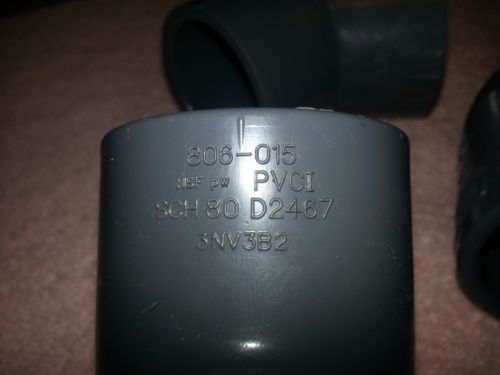 806-015
NSF pw PVCI
SCH 80 D2467
3NV3B2